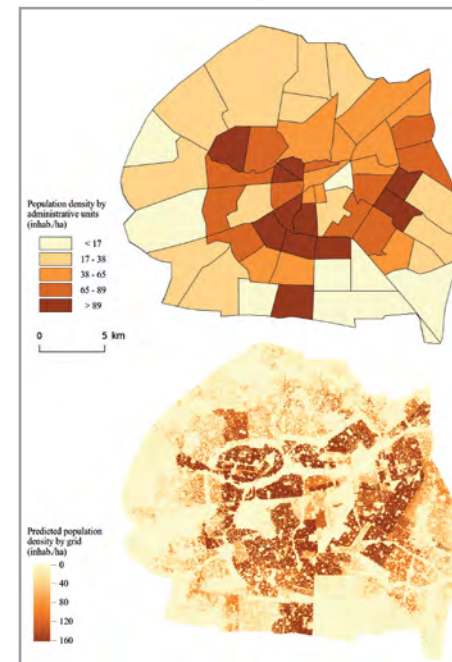 Population density by
administrative units
(inhab./ha)
< 17
17 - 38
38 - 65
65 - 89
> 89
0 5 km
Predicted population
density by grid
(inhab./ha)
0
40
80
120
160